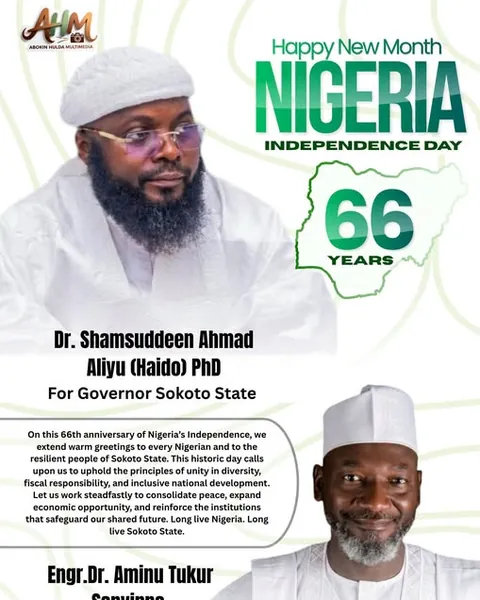 AHM
ABOKIN HULDA MULTIMEDIA
Happy New Month
NIGERIA
INDEPENDENCE DAY
66
YEARS
Dr. Shamsuddeen Ahmad
Aliyu (Haido) PhD
For Governor Sokoto State
On this 66th anniversary of Nigeria's Independence, we
extend warm greetings to every Nigerian and to the
resilient people of Sokoto State. This historic day calls
upon us to uphold the principles of unity in diversity,
fiscal responsibility, and inclusive national development.
Let us work steadfastly to consolidate peace, expand
economic opportunity, and reinforce the institutions
that safeguard our shared future. Long live Nigeria. Long
live Sokoto State.
Engr.Dr. Aminu Tukur